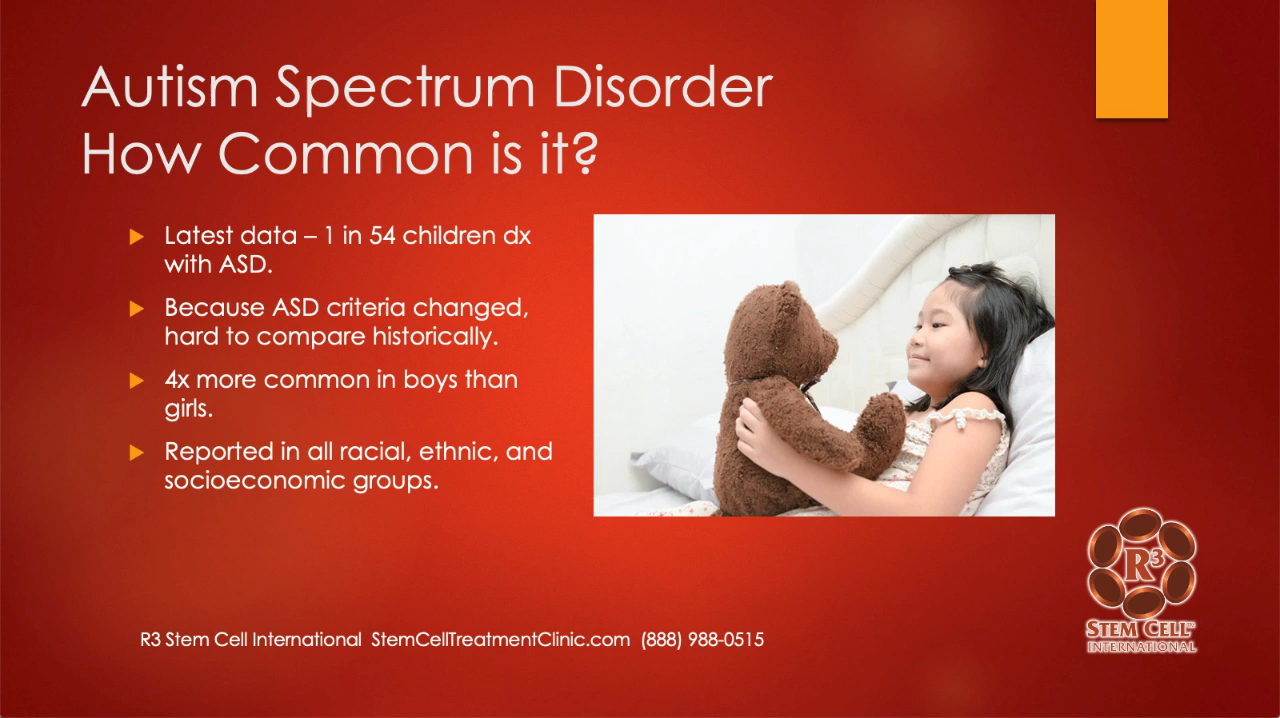 Autism Spectrum Disorder
How Common is it?
Latest data – 1 in 54 children dx
with ASD.
Because ASD criteria changed,
hard to compare historically.
4x more common in boys than
girls.
Reported in all racial, ethnic, and
socioeconomic groups.
R3 Stem Cell International StemCellTreatmentClinic.com (888) 988-0515
R³
STEM CELL™
INTERNATIONAL